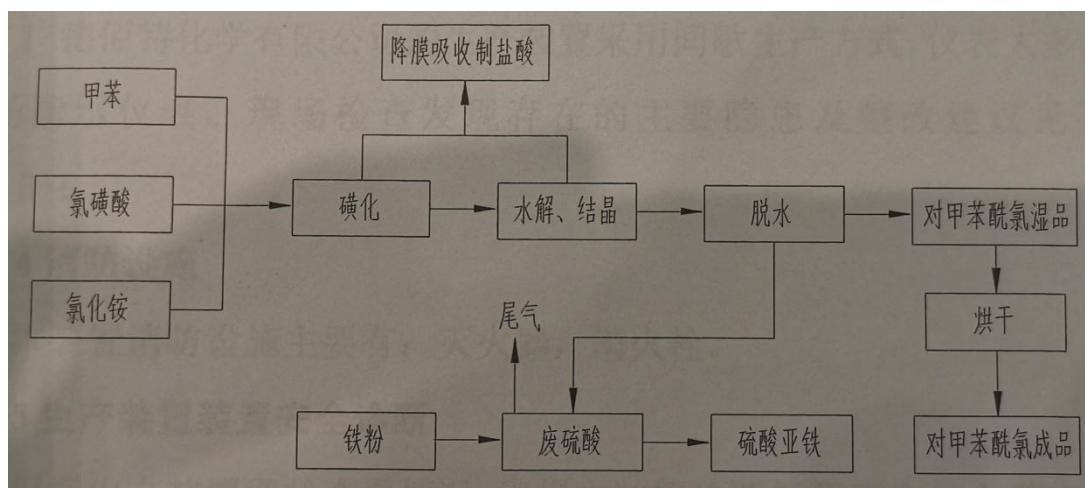 降膜吸收制盐酸
甲苯
氯磺酸
磺化
水解、结晶
脱水
对甲苯酰氯湿品
氯化铵
尾气
烘干
铁粉
废硫酸
硫酸亚铁
对甲苯酰氯成品